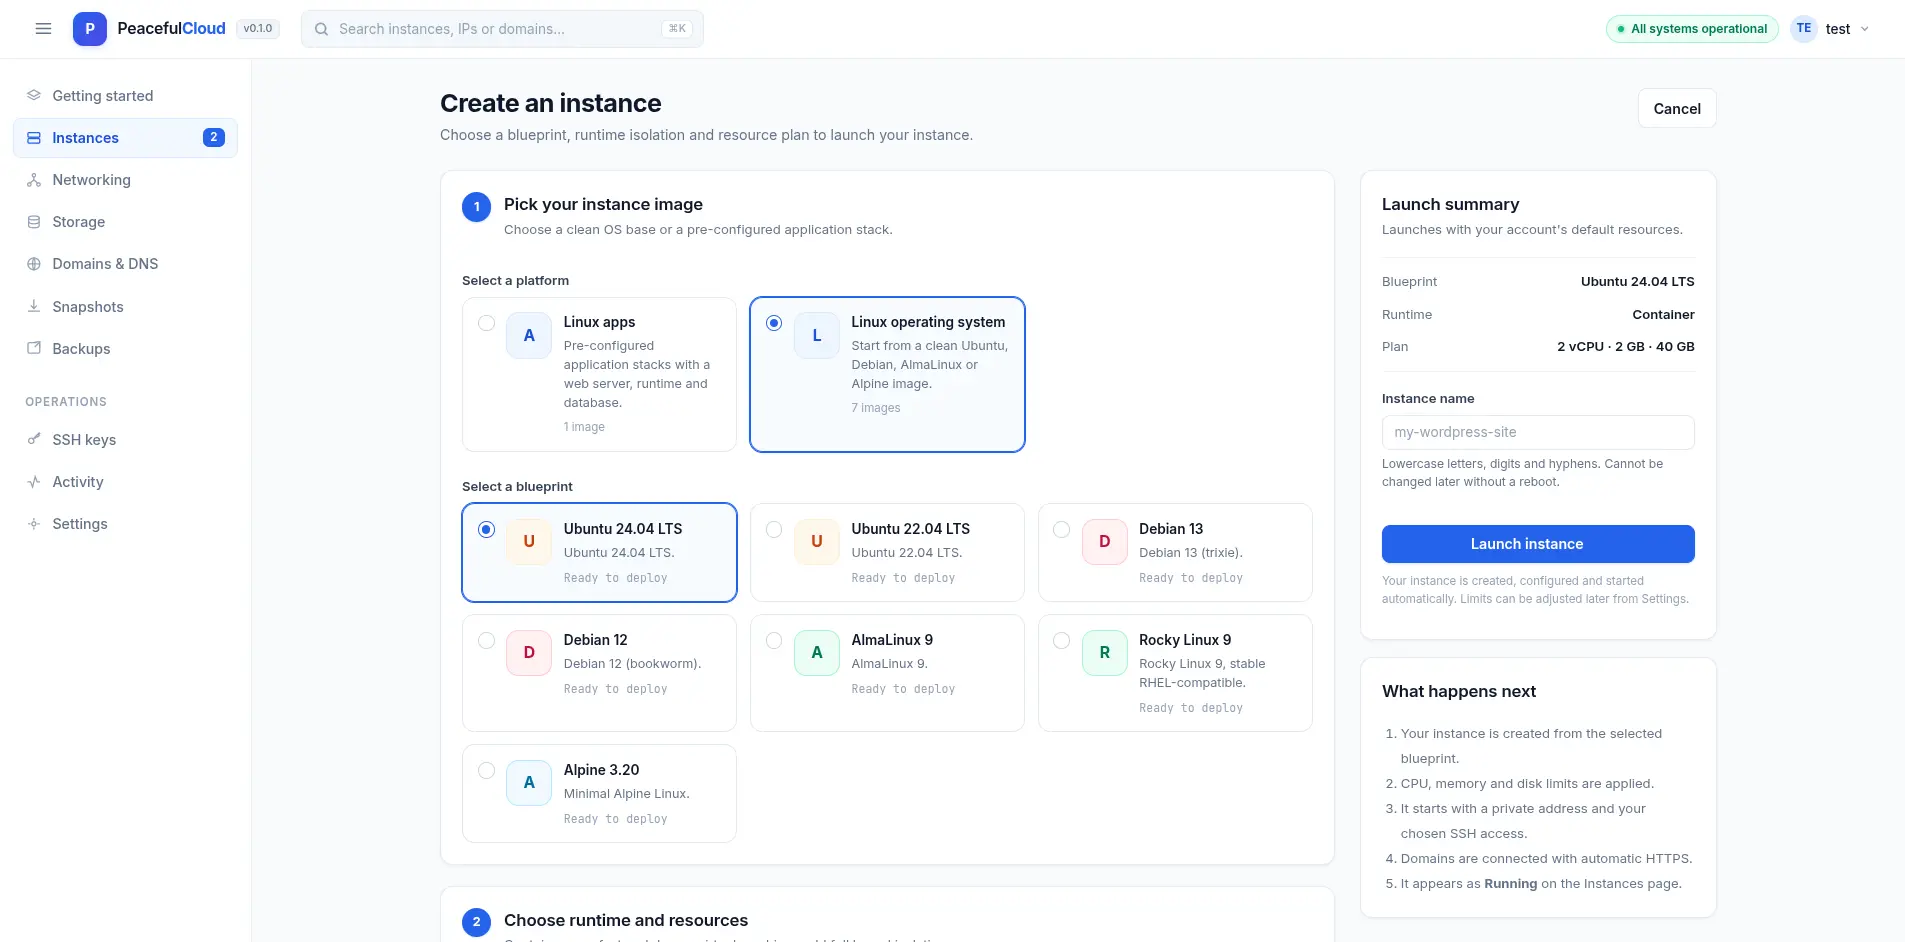 P PeacefulCloud v0.1.0 Search instances, IPs or domains... ⌘K All systems operational TE test
Getting started
Instances 2
Networking
Storage
Domains & DNS
Snapshots
Backups
OPERATIONS
SSH keys
Activity
Settings
Create an instance
Choose a blueprint, runtime isolation and resource plan to launch your instance.
Cancel
1 Pick your instance image
Choose a clean OS base or a pre-configured application stack.
Select a platform
A Linux apps
Pre-configured
application stacks with a
web server, runtime and
database.
1 image
L Linux operating system
Start from a clean Ubuntu,
Debian, AlmaLinux or
Alpine image.
7 images
Select a blueprint
U Ubuntu 24.04 LTS
Ubuntu 24.04 LTS.
Ready to deploy
U Ubuntu 22.04 LTS
Ubuntu 22.04 LTS.
Ready to deploy
D Debian 13
Debian 13 (trixie).
Ready to deploy
D Debian 12
Debian 12 (bookworm).
Ready to deploy
A AlmaLinux 9
AlmaLinux 9.
Ready to deploy
R Rocky Linux 9
Rocky Linux 9, stable
RHEL-compatible.
Ready to deploy
A Alpine 3.20
Minimal Alpine Linux.
Ready to deploy
2 Choose runtime and resources
Launch summary
Launches with your account's default resources.
Blueprint Ubuntu 24.04 LTS
Runtime Container
Plan 2 vCPU · 2 GB · 40 GB
Instance name
my-wordpress-site
Lowercase letters, digits and hyphens. Cannot be
changed later without a reboot.
Launch instance
Your instance is created, configured and started
automatically. Limits can be adjusted later from Settings.
What happens next
1. Your instance is created from the selected
blueprint.
2. CPU, memory and disk limits are applied.
3. It starts with a private address and your
chosen SSH access.
4. Domains are connected with automatic HTTPS.
5. It appears as Running on the Instances page.